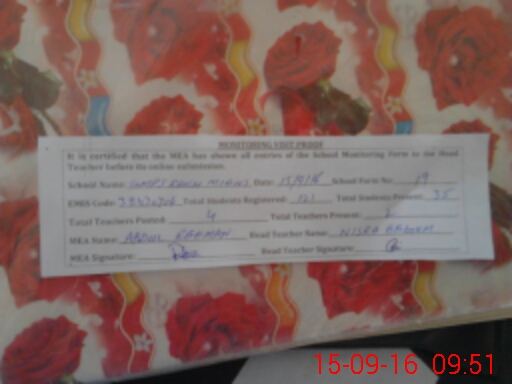 MONITORING VISIT PROOF
It is certified that the MEA has shown all entries of the School Monitoring Form to the Head
Teacher before its online submission.
School Name: Date: 15/9/16 School Form No: 19
EMIS Code: Total Students Registered: 121 Total Students Present: 35
Total Teachers Posted: 4 Total Teachers Present:
MEA Name: ABDUL RAHMAN Head Teacher Name:
MEA Signature: Head Teacher Signature:
15-09-16 09:51